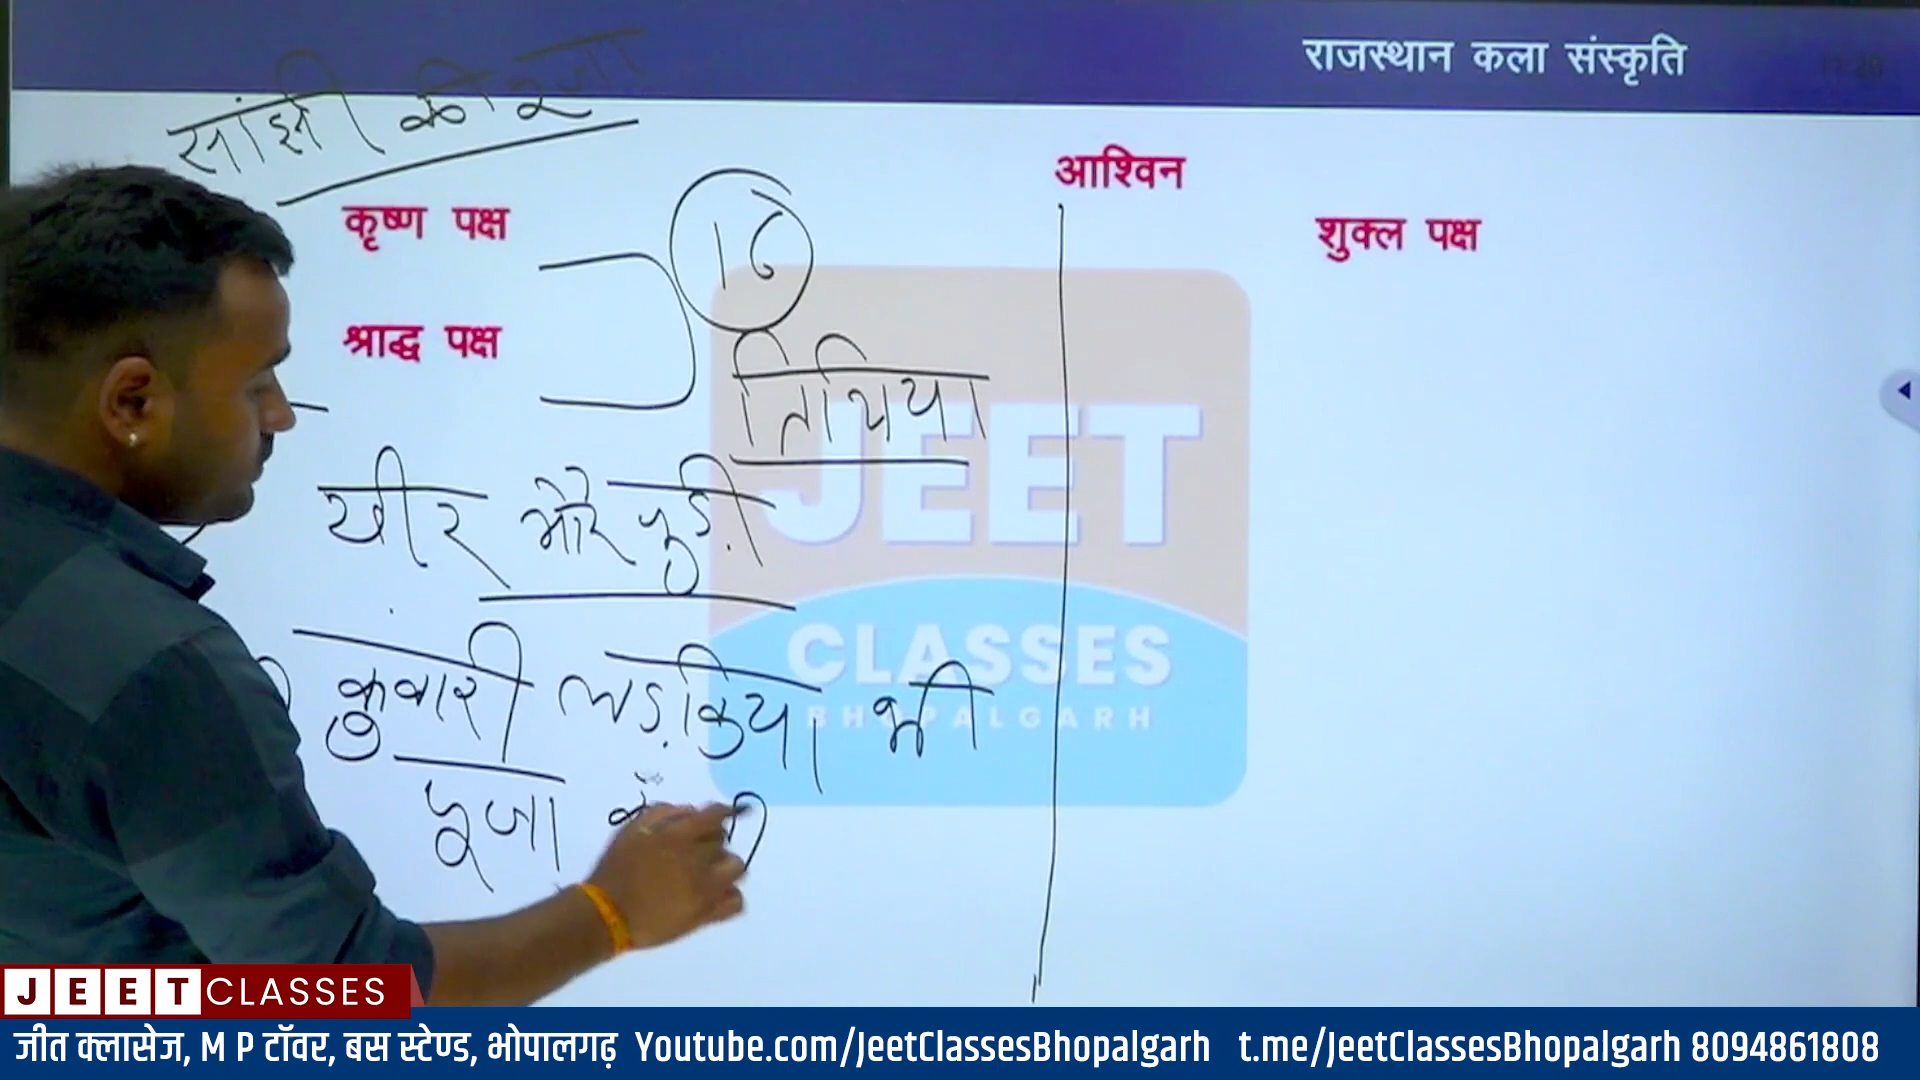 राजस्थान कला संस्कृति
सांझी की पूजा
आश्विन
कृष्ण पक्ष
शुक्ल पक्ष
16
श्राद्ध पक्ष
तिथिया
खीर और पुड़ी
JEET
कुवारी लड़किया भी
CLASSES
BHOPALGARH
पूजा
JEET CLASSES
जीत क्लासेज, M P टॉवर, बस स्टेण्ड, भोपालगढ़ Youtube.com/JeetClassesBhopalgarh t.me/JeetClassesBhopalgarh 8094861808